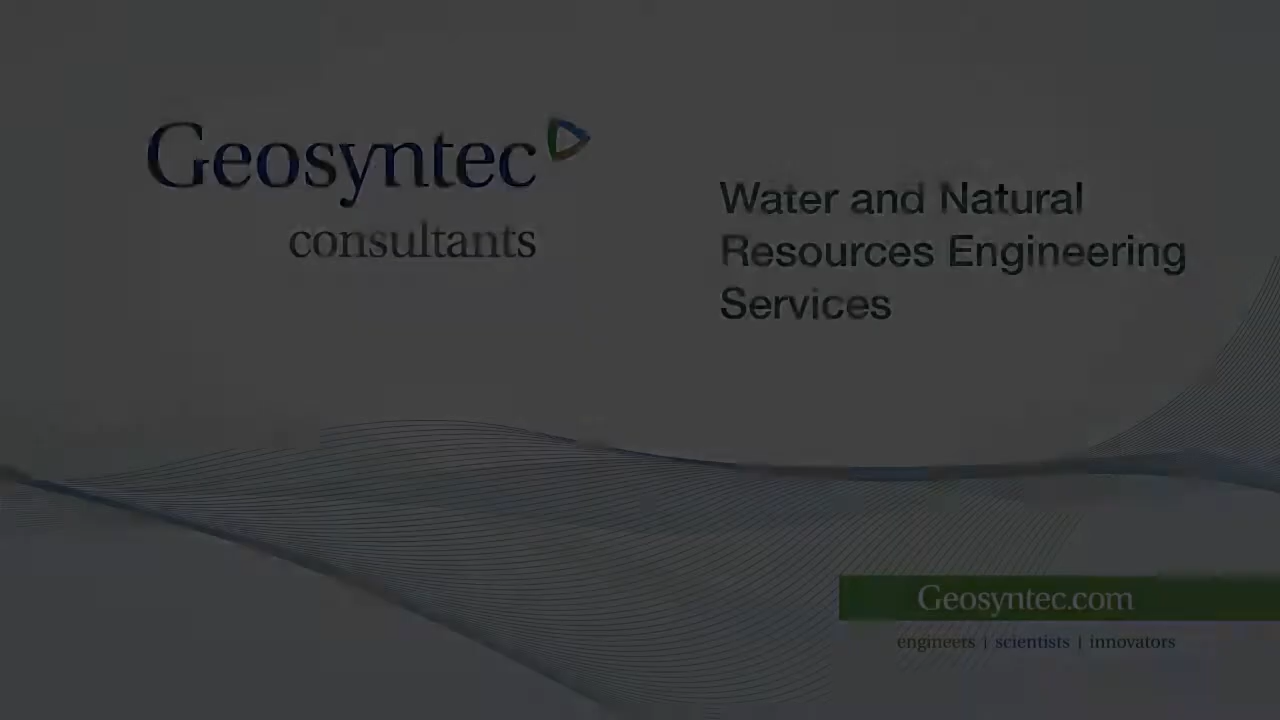 Geosyntec
consultants
Water and Natural
Resources Engineering
Services
Geosyntec.com
engineers | scientists | innovators